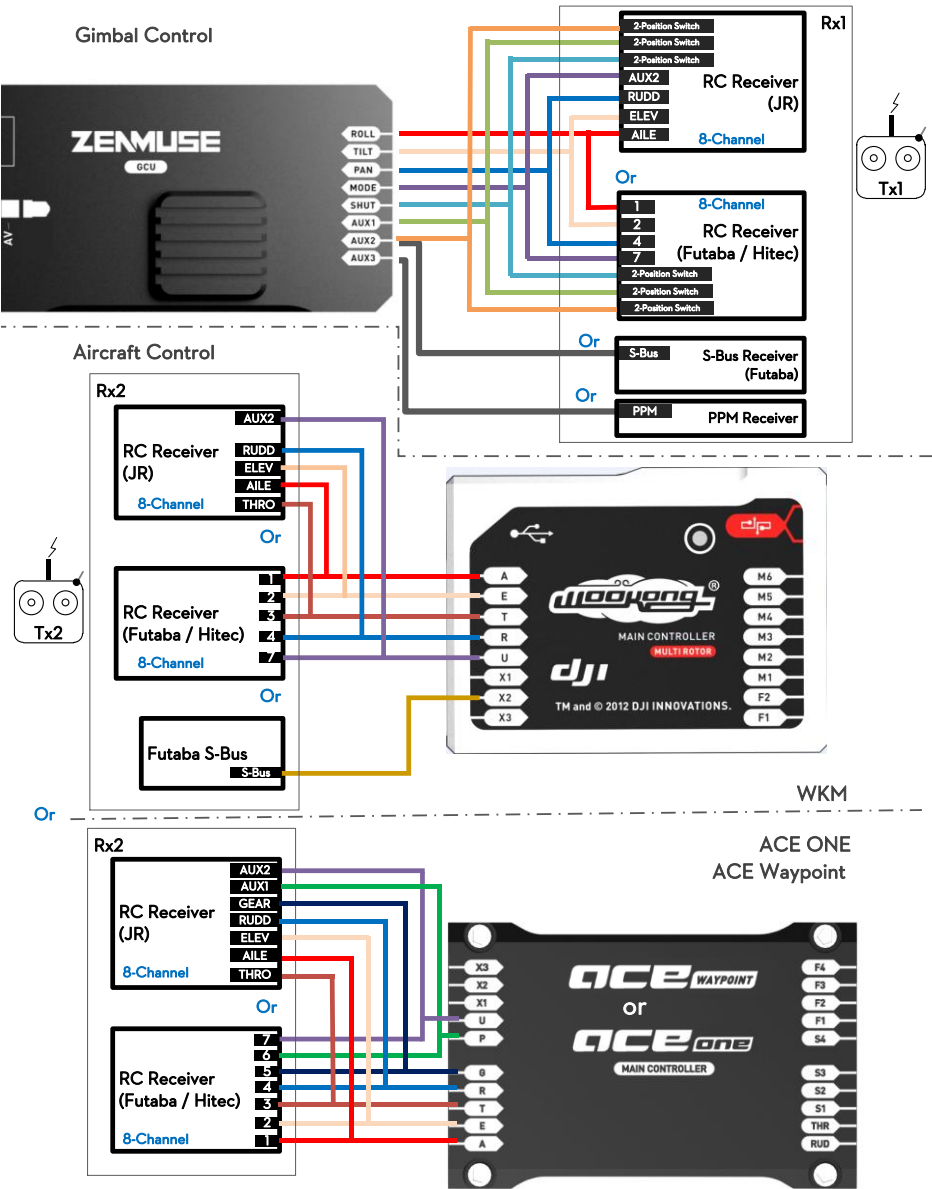 Gimbal Control
Rx1
2-Position Switch
2-Position Switch
2-Position Switch
AUX2
RUDD
ELEV
AILE
RC Receiver
(JR)
8-Channel
ZENMUSE
GCU
AV
ROLL
TILT
PAN
MODE
SHUT
AUX1
AUX2
AUX3
Or
Tx1
1
2
4
7
8-Channel
RC Receiver
(Futaba / Hitec)
2-Position Switch
2-Position Switch
2-Position Switch
Or
S-Bus
S-Bus Receiver
(Futaba)
Or
PPM
PPM Receiver
Aircraft Control
Rx2
RC Receiver
(JR)
8-Channel
AUX2
RUDD
ELEV
AILE
THRO
Or
Tx2
RC Receiver
(Futaba / Hitec)
8-Channel
1
2
3
4
7
Or
Futaba S-Bus
S-Bus
A
E
T
R
U
X1
X2
X3
WooKong®
MAIN CONTROLLER
MULTI ROTOR
dji
TM and © 2012 DJI INNOVATIONS.
M6
M5
M4
M3
M2
M1
F2
F1
WKM
Or
Rx2
ACE ONE
ACE Waypoint
RC Receiver
(JR)
8-Channel
AUX2
AUX1
GEAR
RUDD
ELEV
AILE
THRO
Or
RC Receiver
(Futaba / Hitec)
8-Channel
7
6
5
4
3
2
1
X3
X2
X1
U
P
G
R
T
E
A
ace WAYPOINT
or
ace one
MAIN CONTROLLER
F4
F3
F2
F1
S4
S3
S2
S1
THR
RUD